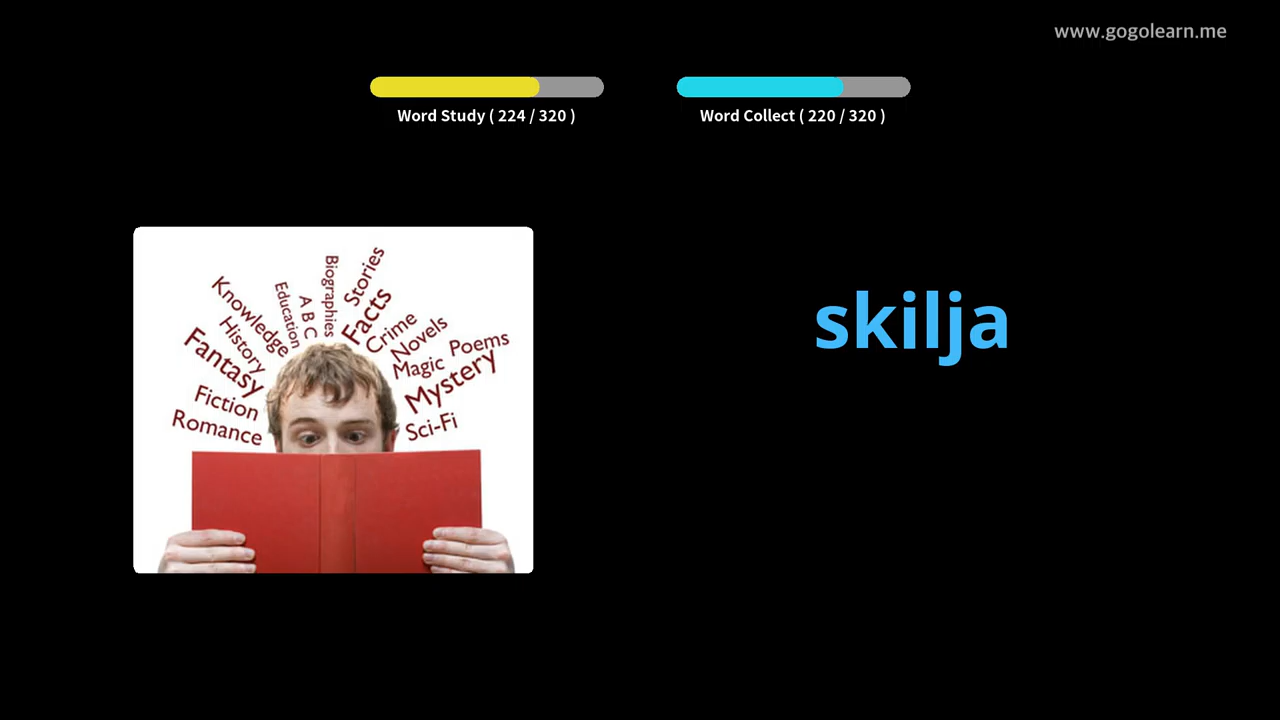 www.gogolearn.me
Word Study ( 224 / 320 )
Word Collect ( 220 / 320 )
skilja
Romance
Fiction
Fantasy
History
Knowledge
Education
A B C
Biographies
Stories
Facts
Crime
Novels
Magic
Poems
Mystery
Sci-Fi